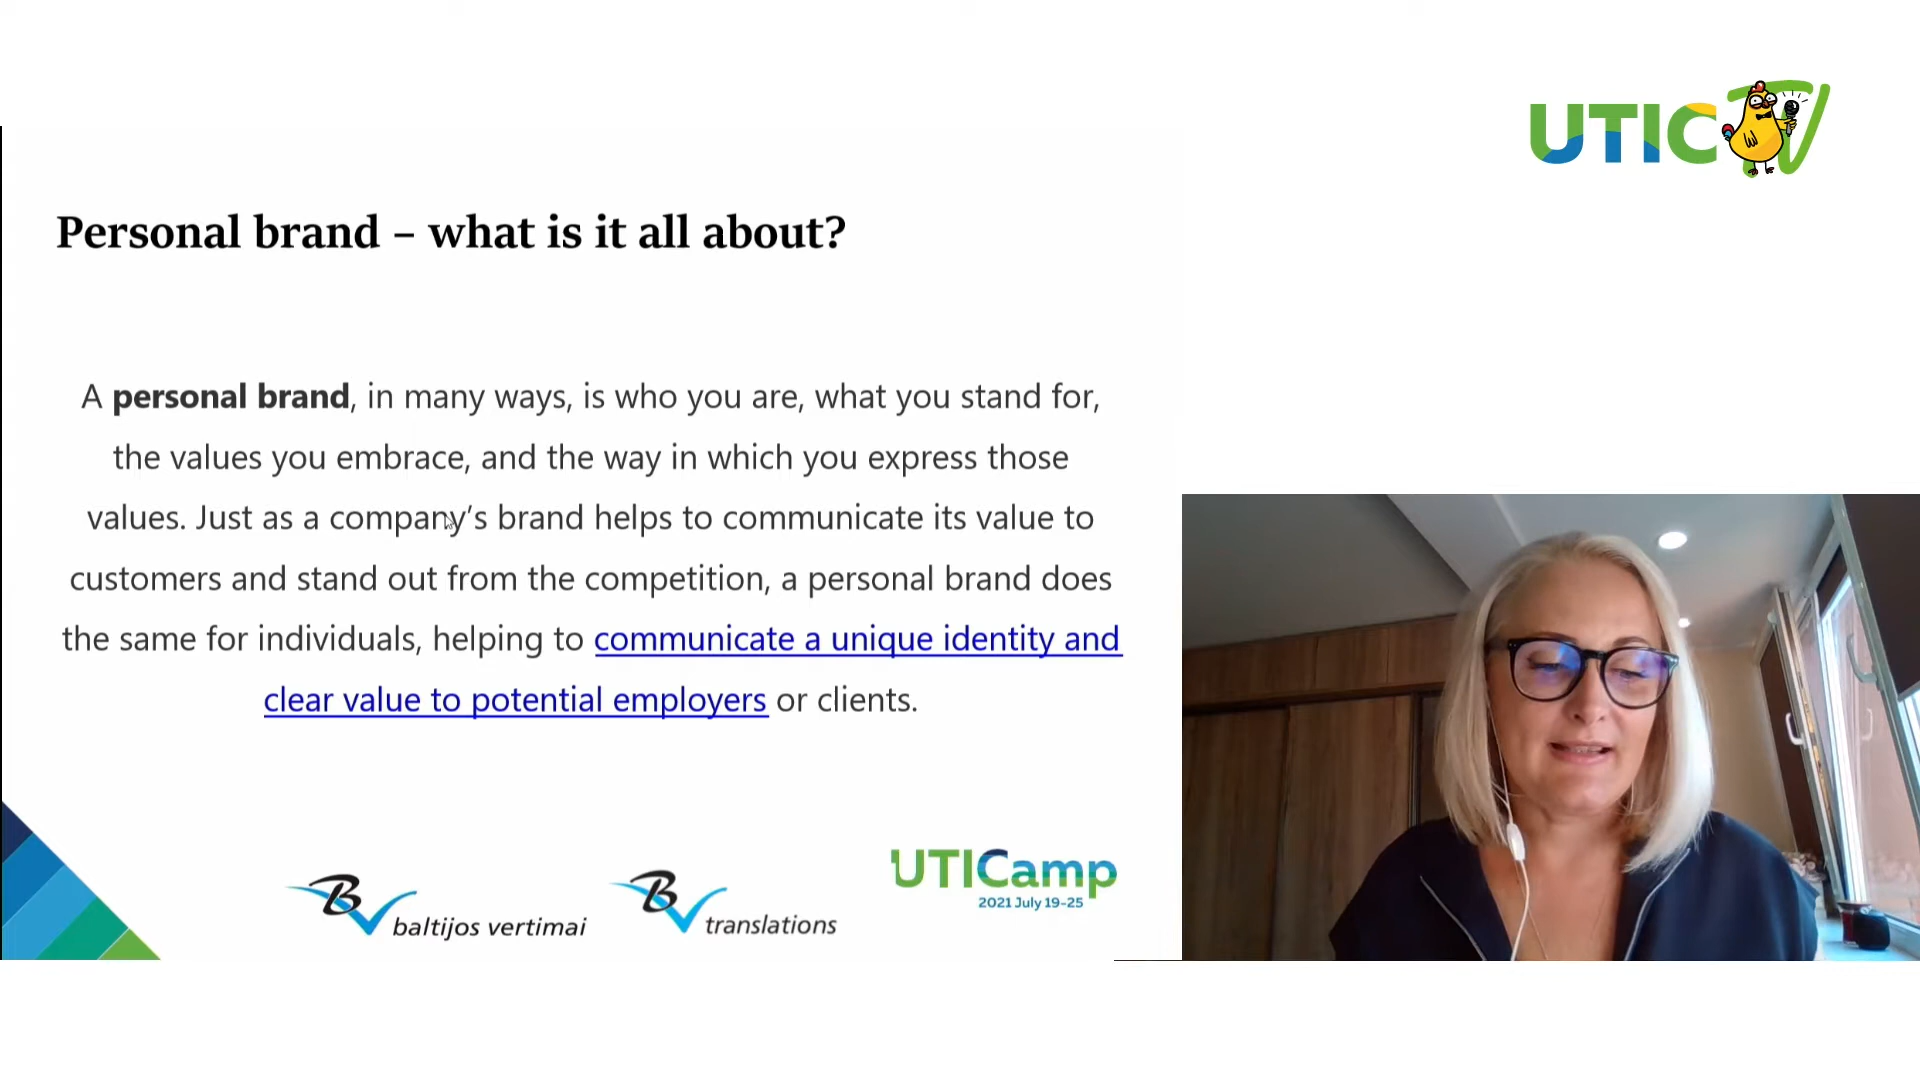 UTIC TV
Personal brand – what is it all about?
A personal brand, in many ways, is who you are, what you stand for,
the values you embrace, and the way in which you express those
values. Just as a company’s brand helps to communicate its value to
customers and stand out from the competition, a personal brand does
the same for individuals, helping to communicate a unique identity and
clear value to potential employers or clients.
BV baltijos vertimai
BV translations
UTICamp
2021 July 19-25